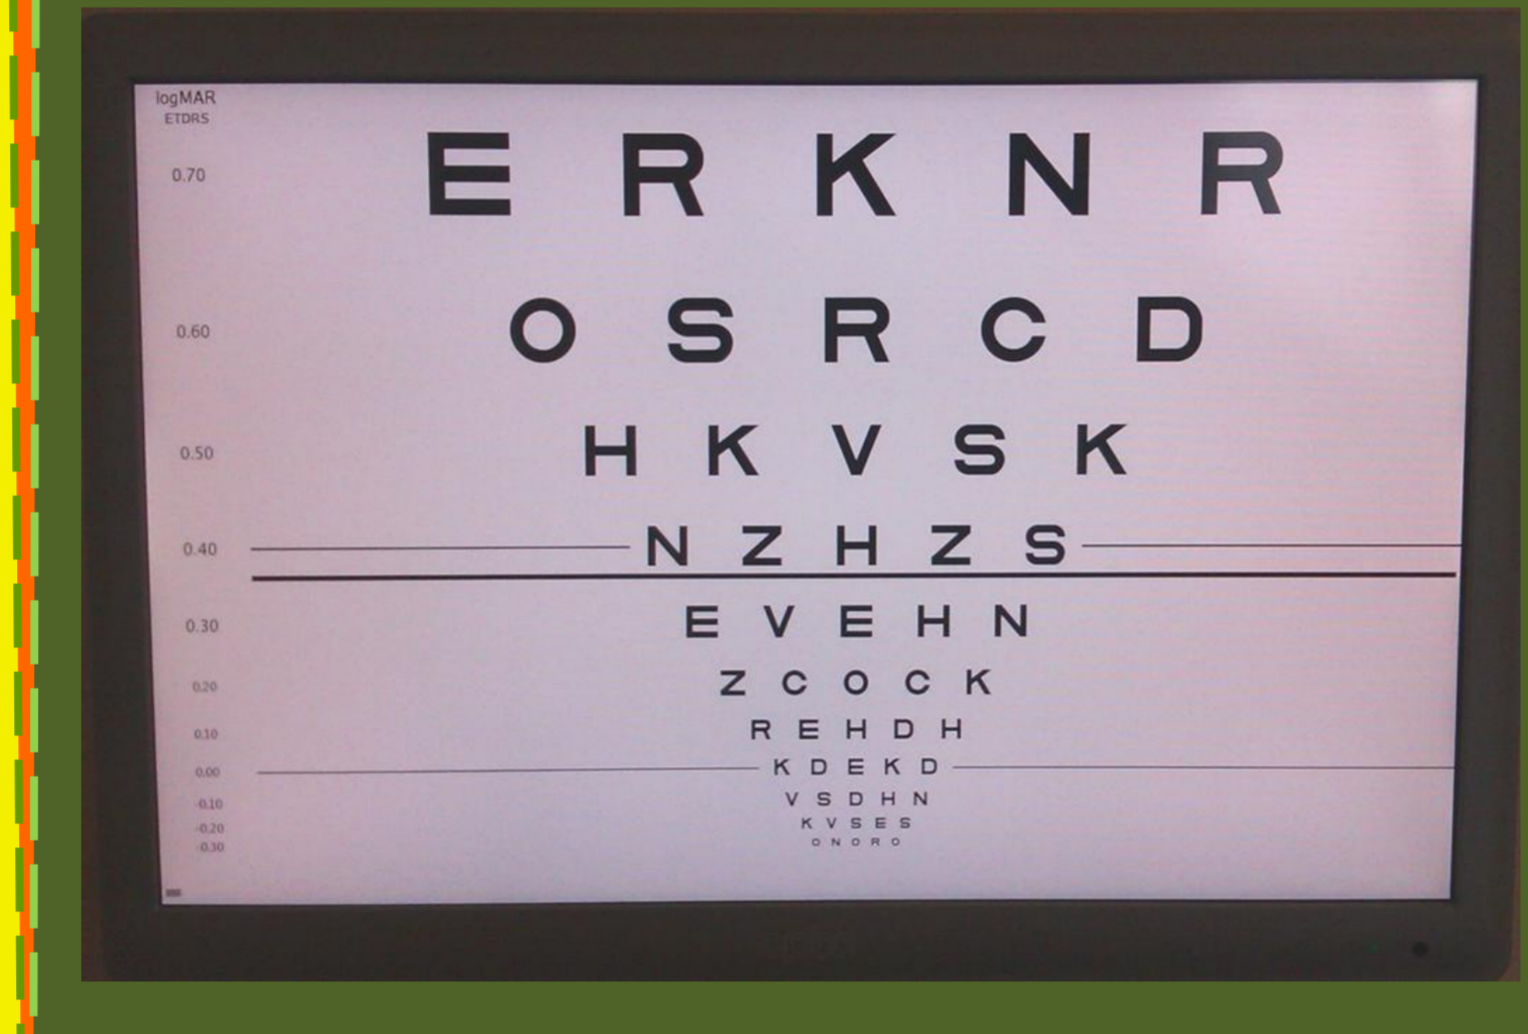 logMAR
ETDRS
0.70 E R K N R
0.60 O S R C D
0.50 H K V S K
0.40 N Z H Z S
0.30 E V E H N
0.20 Z C O C K
0.10 R E H D H
0.00 K D E K D
-0.10 V S D H N
-0.20 K V S E S
-0.30 O N O R O